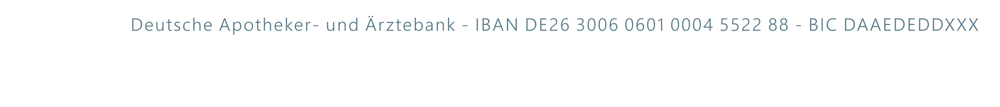 Deutsche Apotheker- und Ärztebank - IBAN DE26 3006 0601 0004 5522 88 - BIC DAAEDEDDXXX